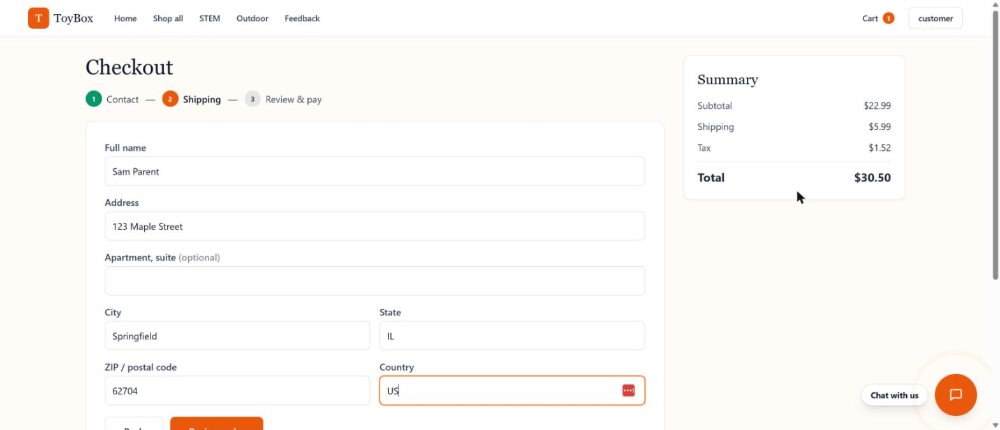 T ToyBox Home Shop all STEM Outdoor Feedback Cart 1 customer
Checkout
1 Contact — 2 Shipping — 3 Review & pay
Full name
Sam Parent
Address
123 Maple Street
Apartment, suite (optional)
City State
Springfield IL
ZIP / postal code Country
62704 US
Summary
Subtotal $22.99
Shipping $5.99
Tax $1.52
Total $30.50
Chat with us